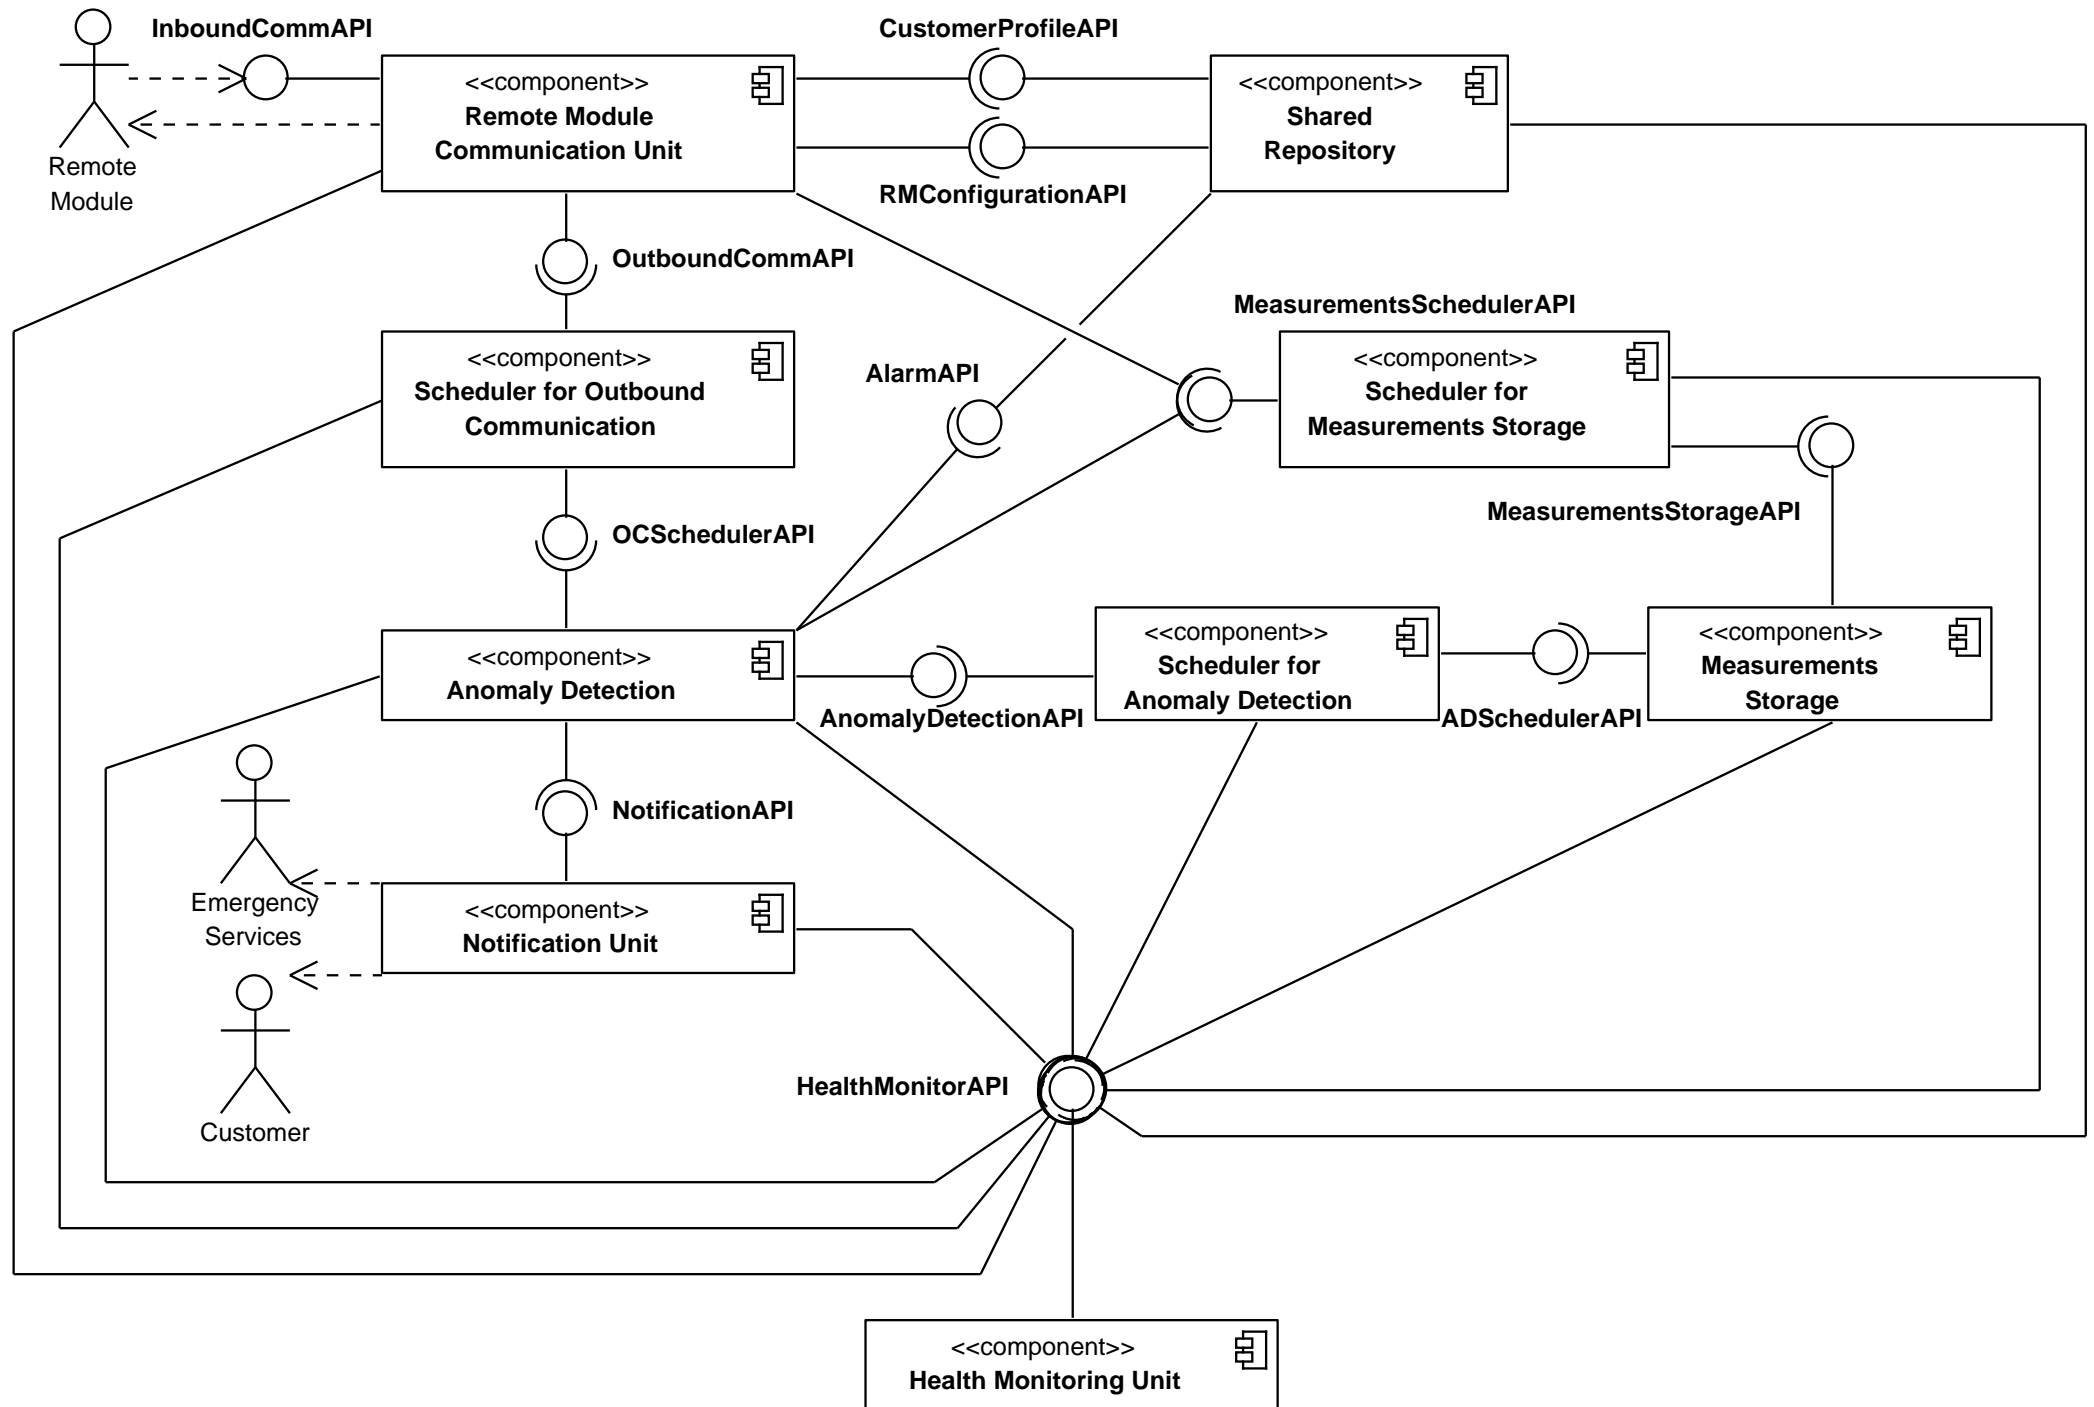 InboundCommAPI
CustomerProfileAPI
<<component>>
Remote Module
Communication Unit
<<component>>
Shared
Repository
Remote
Module
RMConfigurationAPI
OutboundCommAPI
MeasurementsSchedulerAPI
<<component>>
Scheduler for Outbound
Communication
AlarmAPI
<<component>>
Scheduler for
Measurements Storage
MeasurementsStorageAPI
OCSchedulerAPI
<<component>>
Anomaly Detection
<<component>>
Scheduler for
Anomaly Detection
<<component>>
Measurements
Storage
AnomalyDetectionAPI
ADSchedulerAPI
NotificationAPI
Emergency
Services
<<component>>
Notification Unit
HealthMonitorAPI
Customer
<<component>>
Health Monitoring Unit